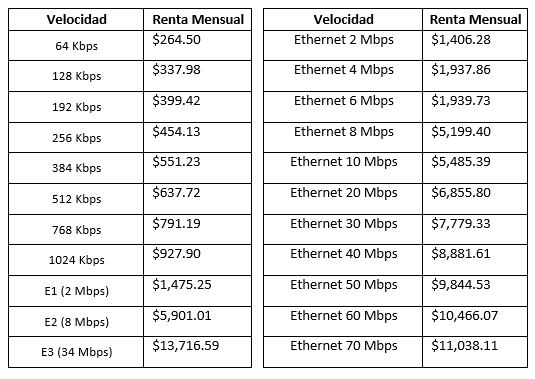 Velocidad Renta Mensual
64 Kbps $264.50
128 Kbps $337.98
192 Kbps $399.42
256 Kbps $454.13
384 Kbps $551.23
512 Kbps $637.72
768 Kbps $791.19
1024 Kbps $927.90
E1 (2 Mbps) $1,475.25
E2 (8 Mbps) $5,901.01
E3 (34 Mbps) $13,716.59
Velocidad Renta Mensual
Ethernet 2 Mbps $1,406.28
Ethernet 4 Mbps $1,937.86
Ethernet 6 Mbps $1,939.73
Ethernet 8 Mbps $5,199.40
Ethernet 10 Mbps $5,485.39
Ethernet 20 Mbps $6,855.80
Ethernet 30 Mbps $7,779.33
Ethernet 40 Mbps $8,881.61
Ethernet 50 Mbps $9,844.53
Ethernet 60 Mbps $10,466.07
Ethernet 70 Mbps $11,038.11